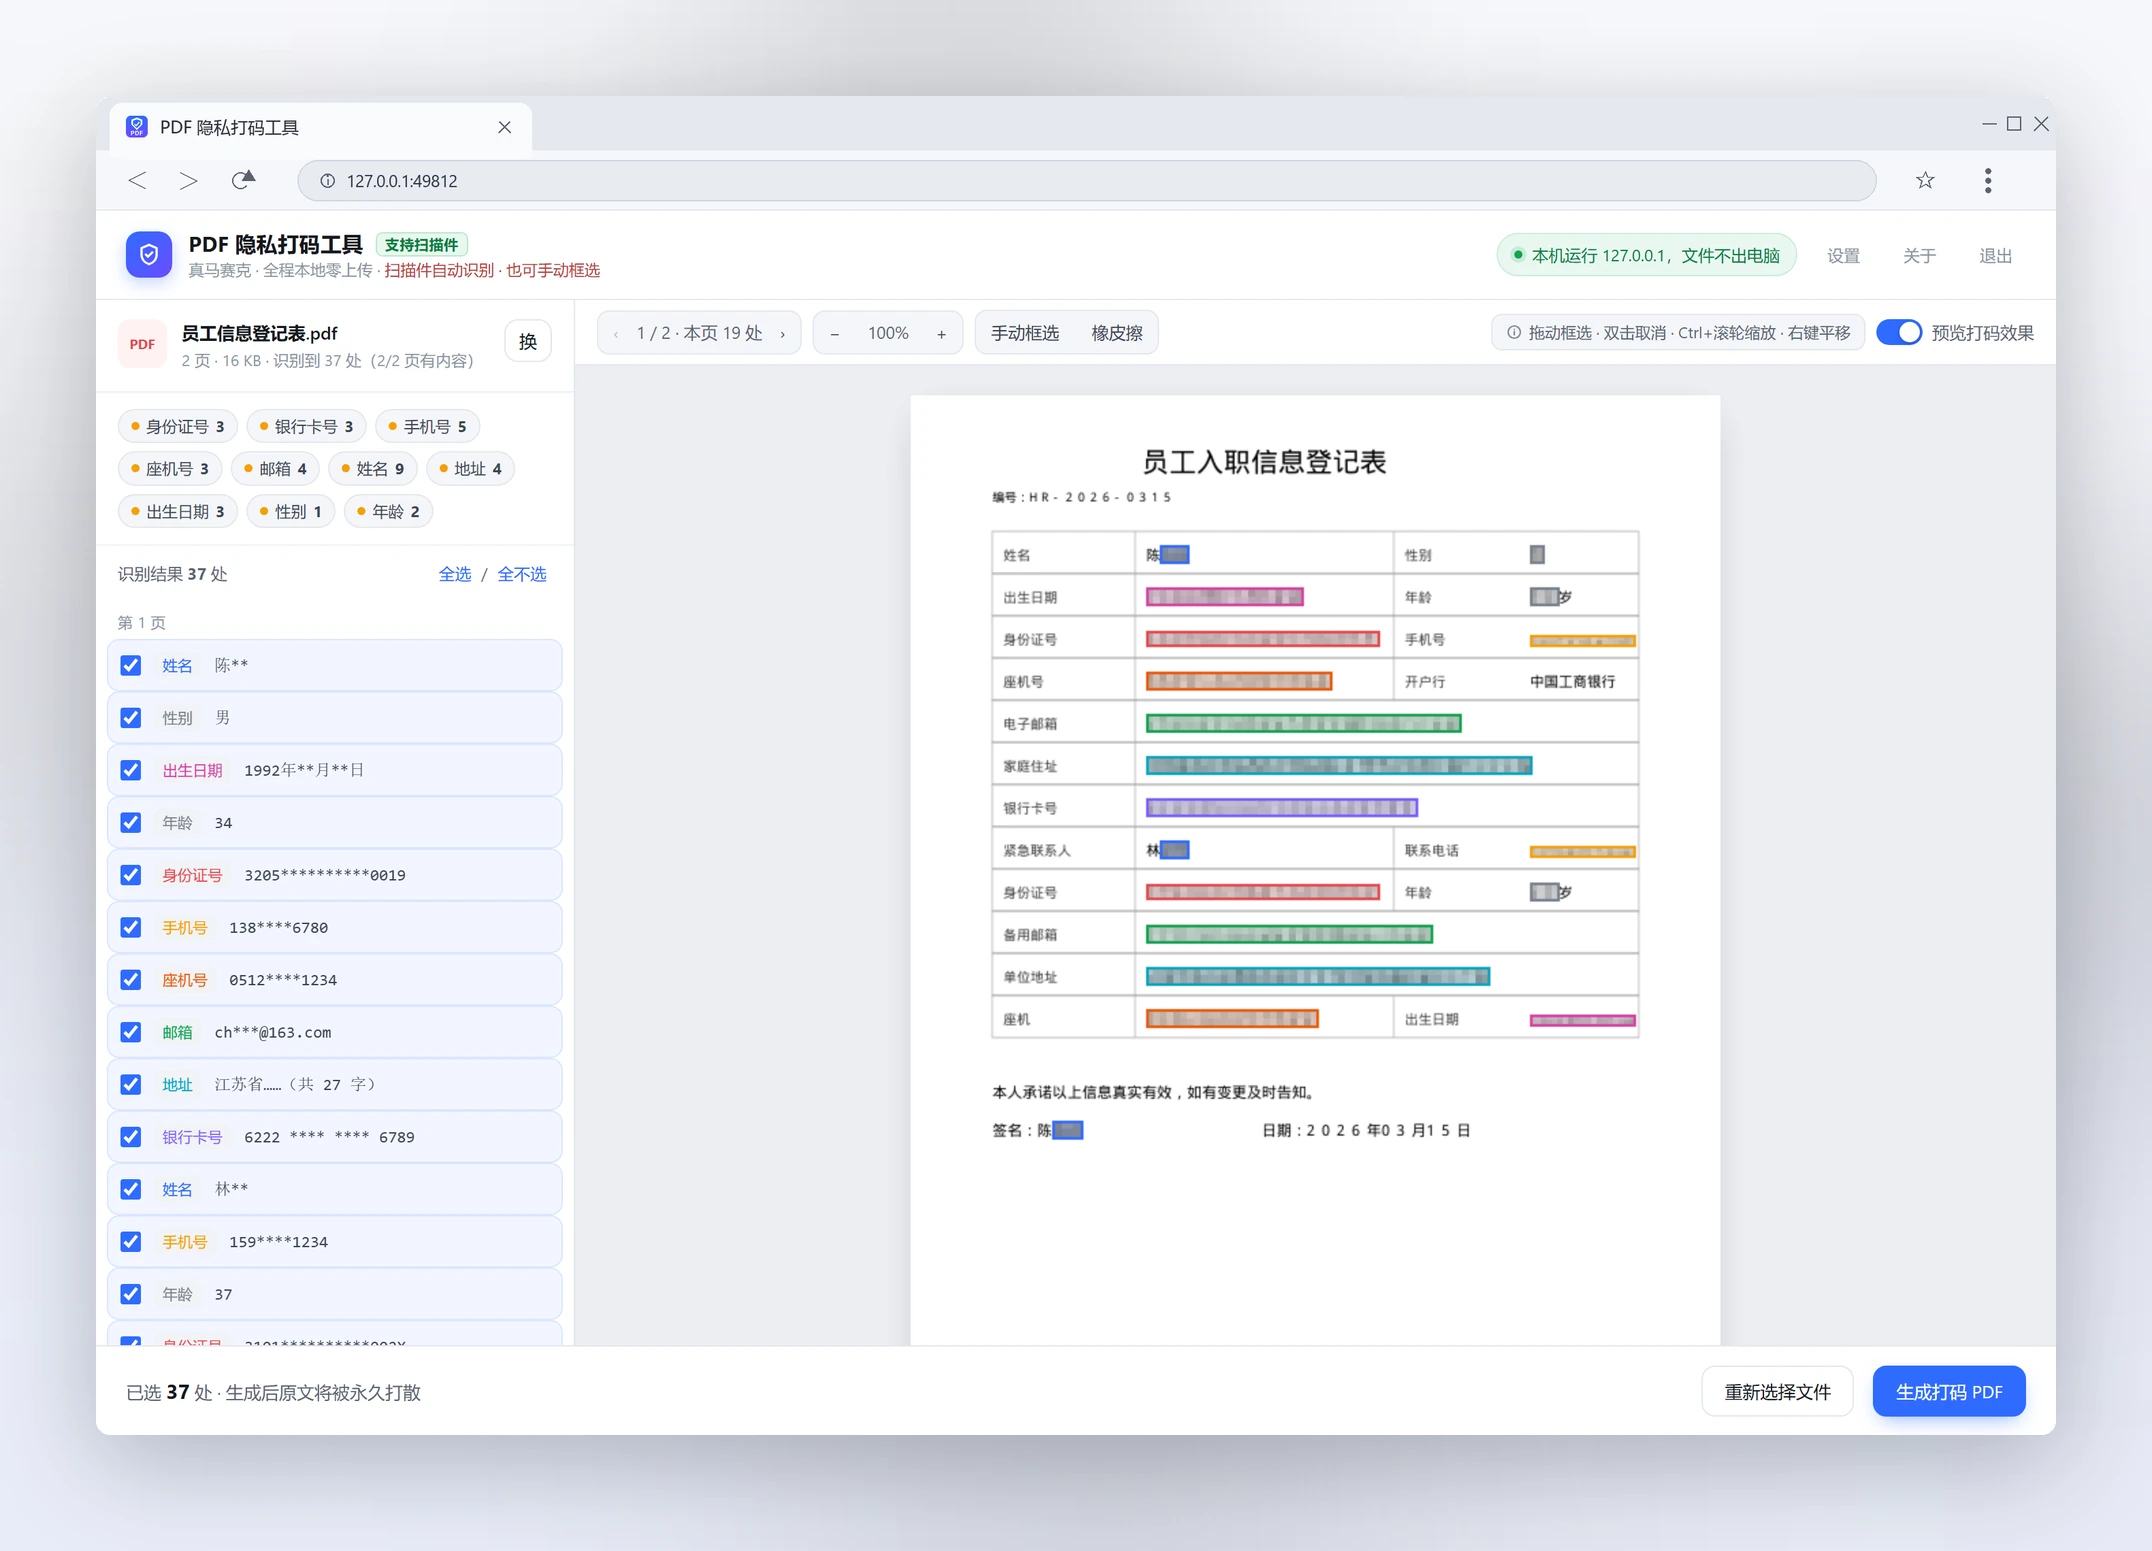 PDF 隐私打码工具
127.0.0.1:49812
PDF 隐私打码工具 支持扫描件
真马赛克 · 全程本地零上传 · 扫描件自动识别 · 也可手动框选
本机运行 127.0.0.1，文件不出电脑 设置 关于 退出
PDF
员工信息登记表.pdf
2 页 · 16 KB · 识别到 37 处（2/2 页有内容）
换
身份证号 3 银行卡号 3 手机号 5
座机号 3 邮箱 4 姓名 9 地址 4
出生日期 3 性别 1 年龄 2
识别结果 37 处 全选 / 全不选
第 1 页
姓名 陈**
性别 男
出生日期 1992年**月**日
年龄 34
身份证号 3205**********0019
手机号 138****6780
座机号 0512****1234
邮箱 ch***@163.com
地址 江苏省……（共 27 字）
银行卡号 6222 **** **** 6789
姓名 林**
手机号 159****1234
年龄 37
‹ 1 / 2 · 本页 19 处 › − 100% + 手动框选 橡皮擦
拖动框选 · 双击取消 · Ctrl+滚轮缩放 · 右键平移 预览打码效果
员工入职信息登记表
编号：HR-2026-0315
姓名 陈 性别
出生日期 年龄 岁
身份证号 手机号
座机号 开户行 中国工商银行
电子邮箱
家庭住址
银行卡号
紧急联系人 林 联系电话
身份证号 年龄 岁
备用邮箱
单位地址
座机 出生日期
本人承诺以上信息真实有效，如有变更及时告知。
签名：陈 日期：2026年03月15日
已选 37 处 · 生成后原文将被永久打散
重新选择文件 生成打码 PDF